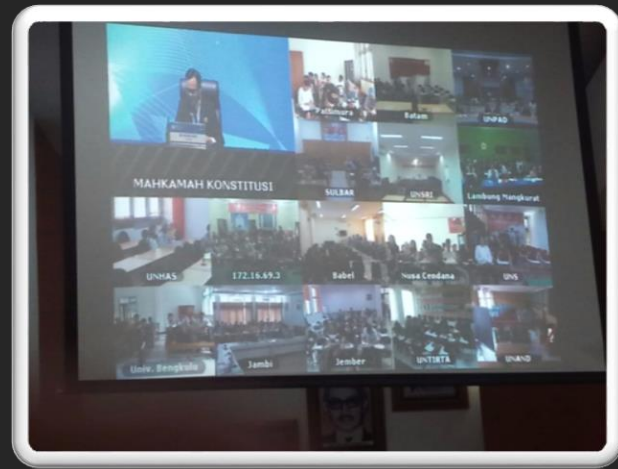 Pattimura
Batam
UNPAD
MAHKAMAH KONSTITUSI
SULBAR
UNSRI
Lambung Mangkurat
UNHAS
172.16.69.3
Babel
Nusa Cendana
UNS
Univ. Bengkulu
Jambi
Jember
UNTIRTA
UNAND